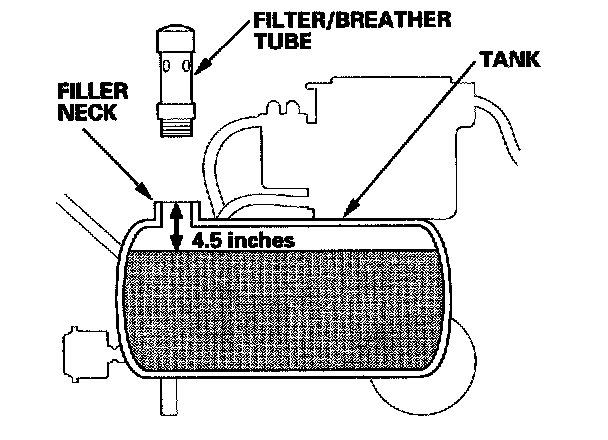 FILTER/BREATHER
TUBE
TANK
FILLER
NECK
4.5 inches